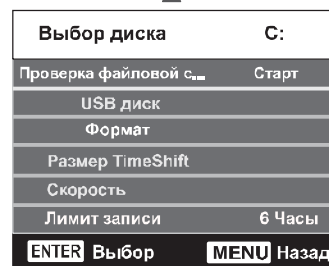 Выбор диска C:
Проверка файловой с... Старт
USB диск
Формат
Размер TimeShift
Скорость
Лимит записи 6 Часы
ENTER Выбор MENU Назад